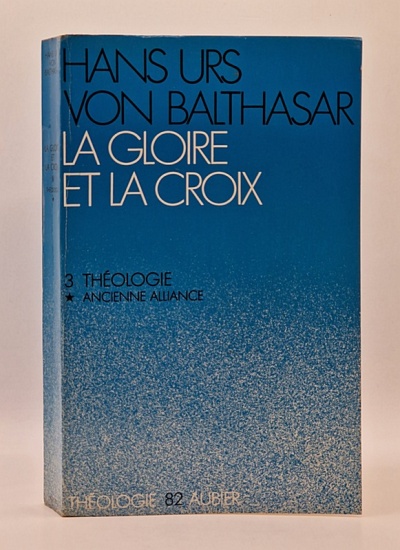 HANS URS
VON BALTHASAR
LA GLOIRE
ET LA CROIX
3 THÉOLOGIE
★ ANCIENNE ALLIANCE
THÉOLOGIE 82 AUBIER